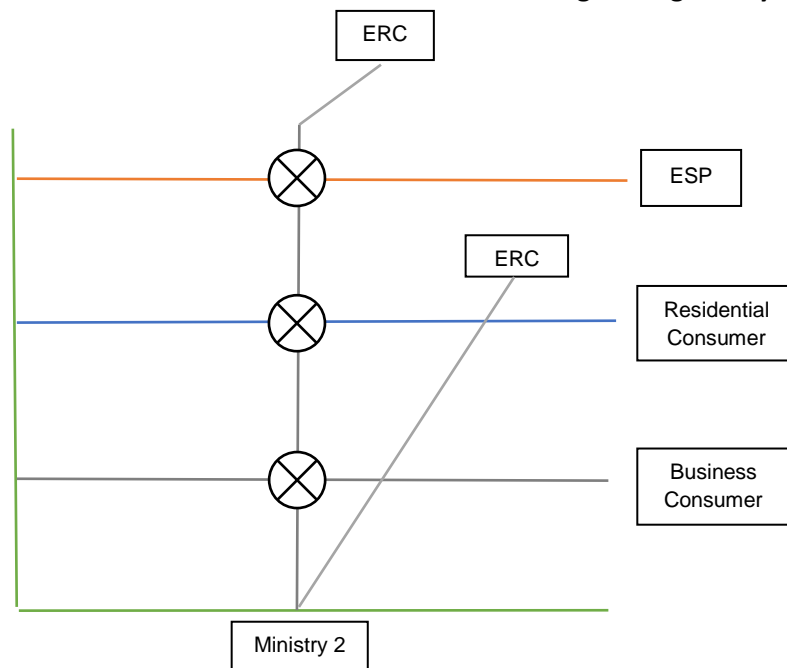 ERC
ESP
ERC
Residential
Consumer
Business
Consumer
Ministry 2